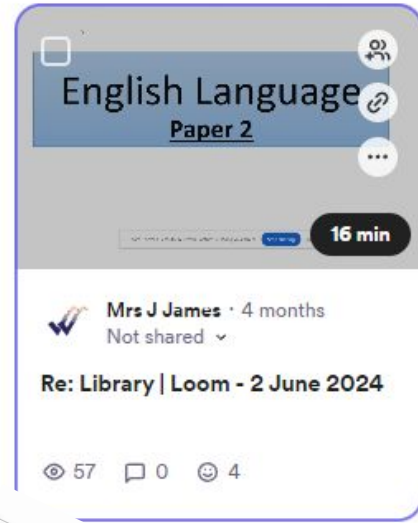 English Language
Paper 2
16 min
Mrs J James · 4 months
Not shared
Re: Library | Loom - 2 June 2024
57 0 4